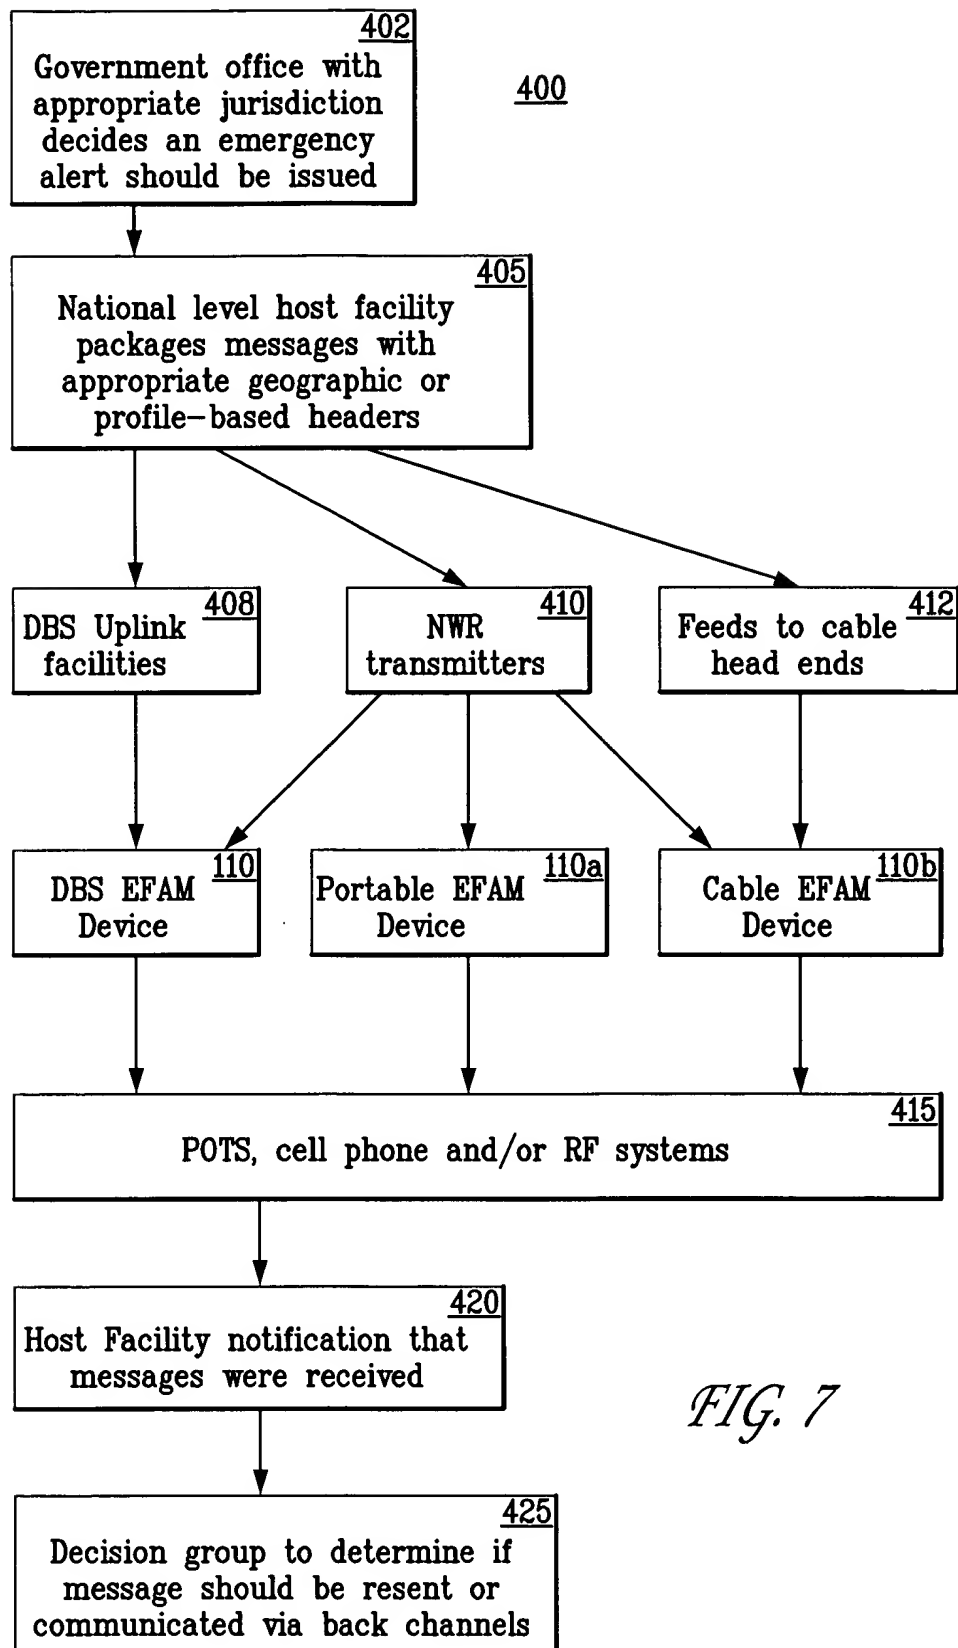 402
Government office with
appropriate jurisdiction
decides an emergency
alert should be issued
400
405
National level host facility
packages messages with
appropriate geographic or
profile-based headers
408
DBS Uplink
facilities
410
NWR
transmitters
412
Feeds to cable
head ends
110
DBS EFAM
Device
110a
Portable EFAM
Device
110b
Cable EFAM
Device
415
POTS, cell phone and/or RF systems
420
Host Facility notification that
messages were received
FIG. 7
425
Decision group to determine if
message should be resent or
communicated via back channels